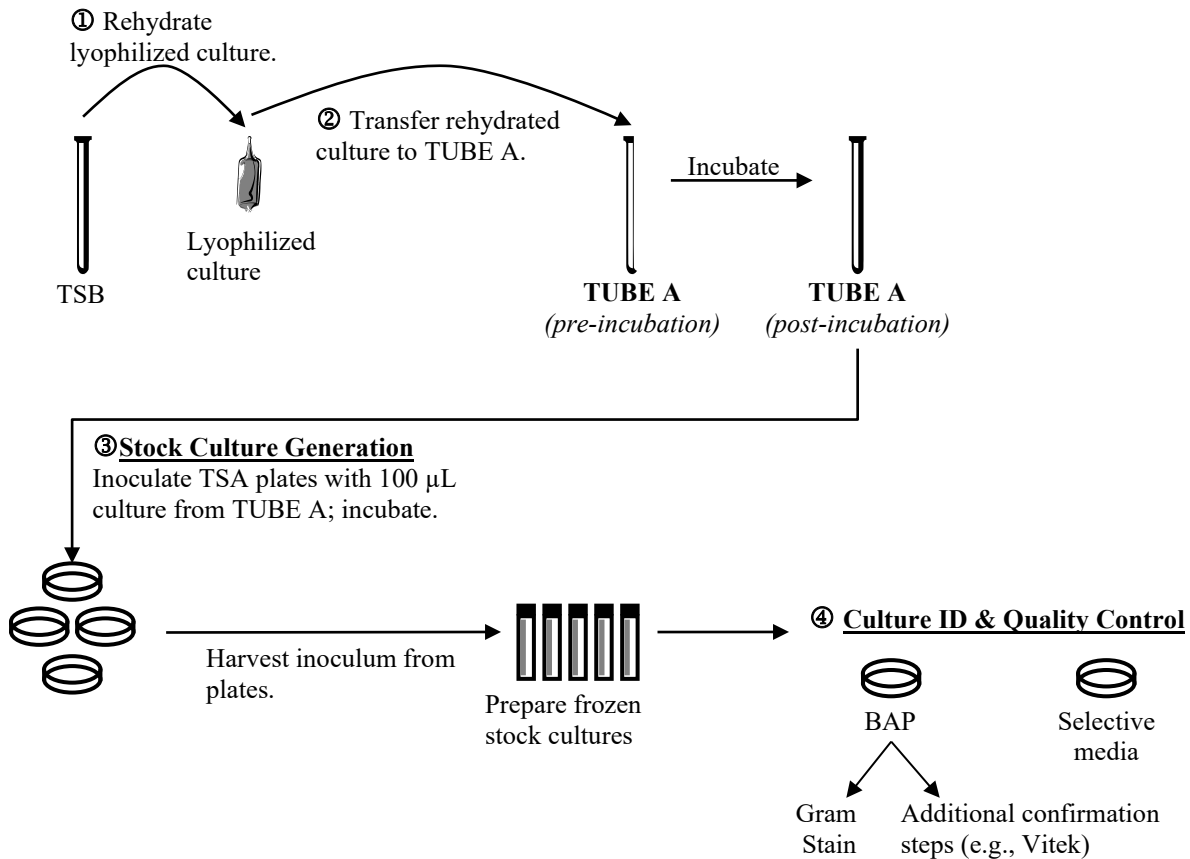 ① Rehydrate
lyophilized culture.
② Transfer rehydrated
culture to TUBE A.
Incubate
Lyophilized
culture
TSB
TUBE A
(pre-incubation)
TUBE A
(post-incubation)
③Stock Culture Generation
Inoculate TSA plates with 100 µL
culture from TUBE A; incubate.
Harvest inoculum from
plates.
Prepare frozen
stock cultures
④ Culture ID & Quality Control
BAP
Selective
media
Gram
Stain
Additional confirmation
steps (e.g., Vitek)